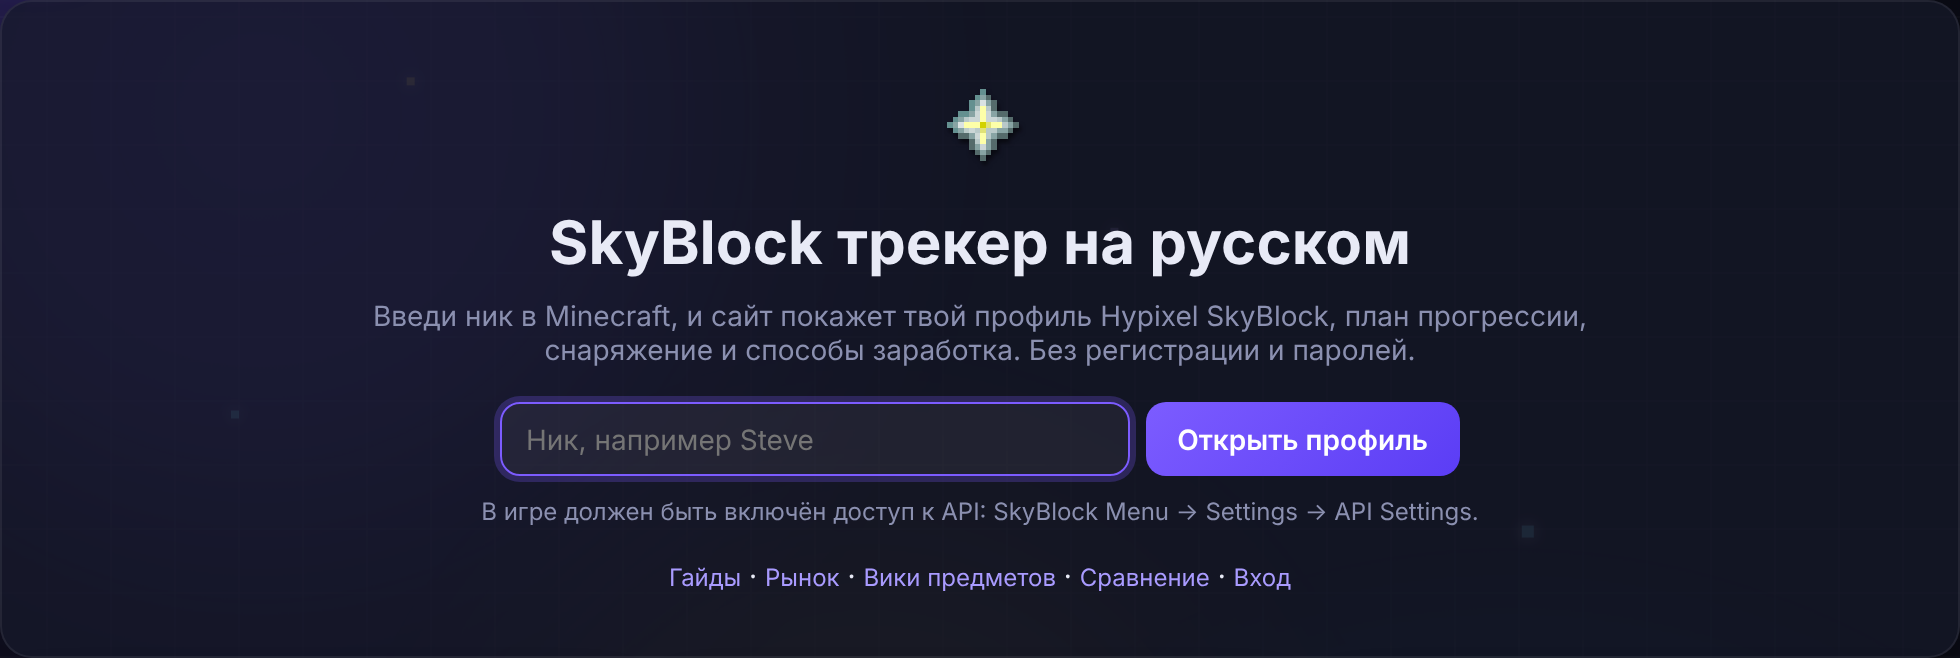 SkyBlock трекер на русском
Введи ник в Minecraft, и сайт покажет твой профиль Hypixel SkyBlock, план прогрессии,
снаряжение и способы заработка. Без регистрации и паролей.
Ник, например Steve
Открыть профиль
В игре должен быть включён доступ к API: SkyBlock Menu → Settings → API Settings.
Гайды · Рынок · Вики предметов · Сравнение · Вход